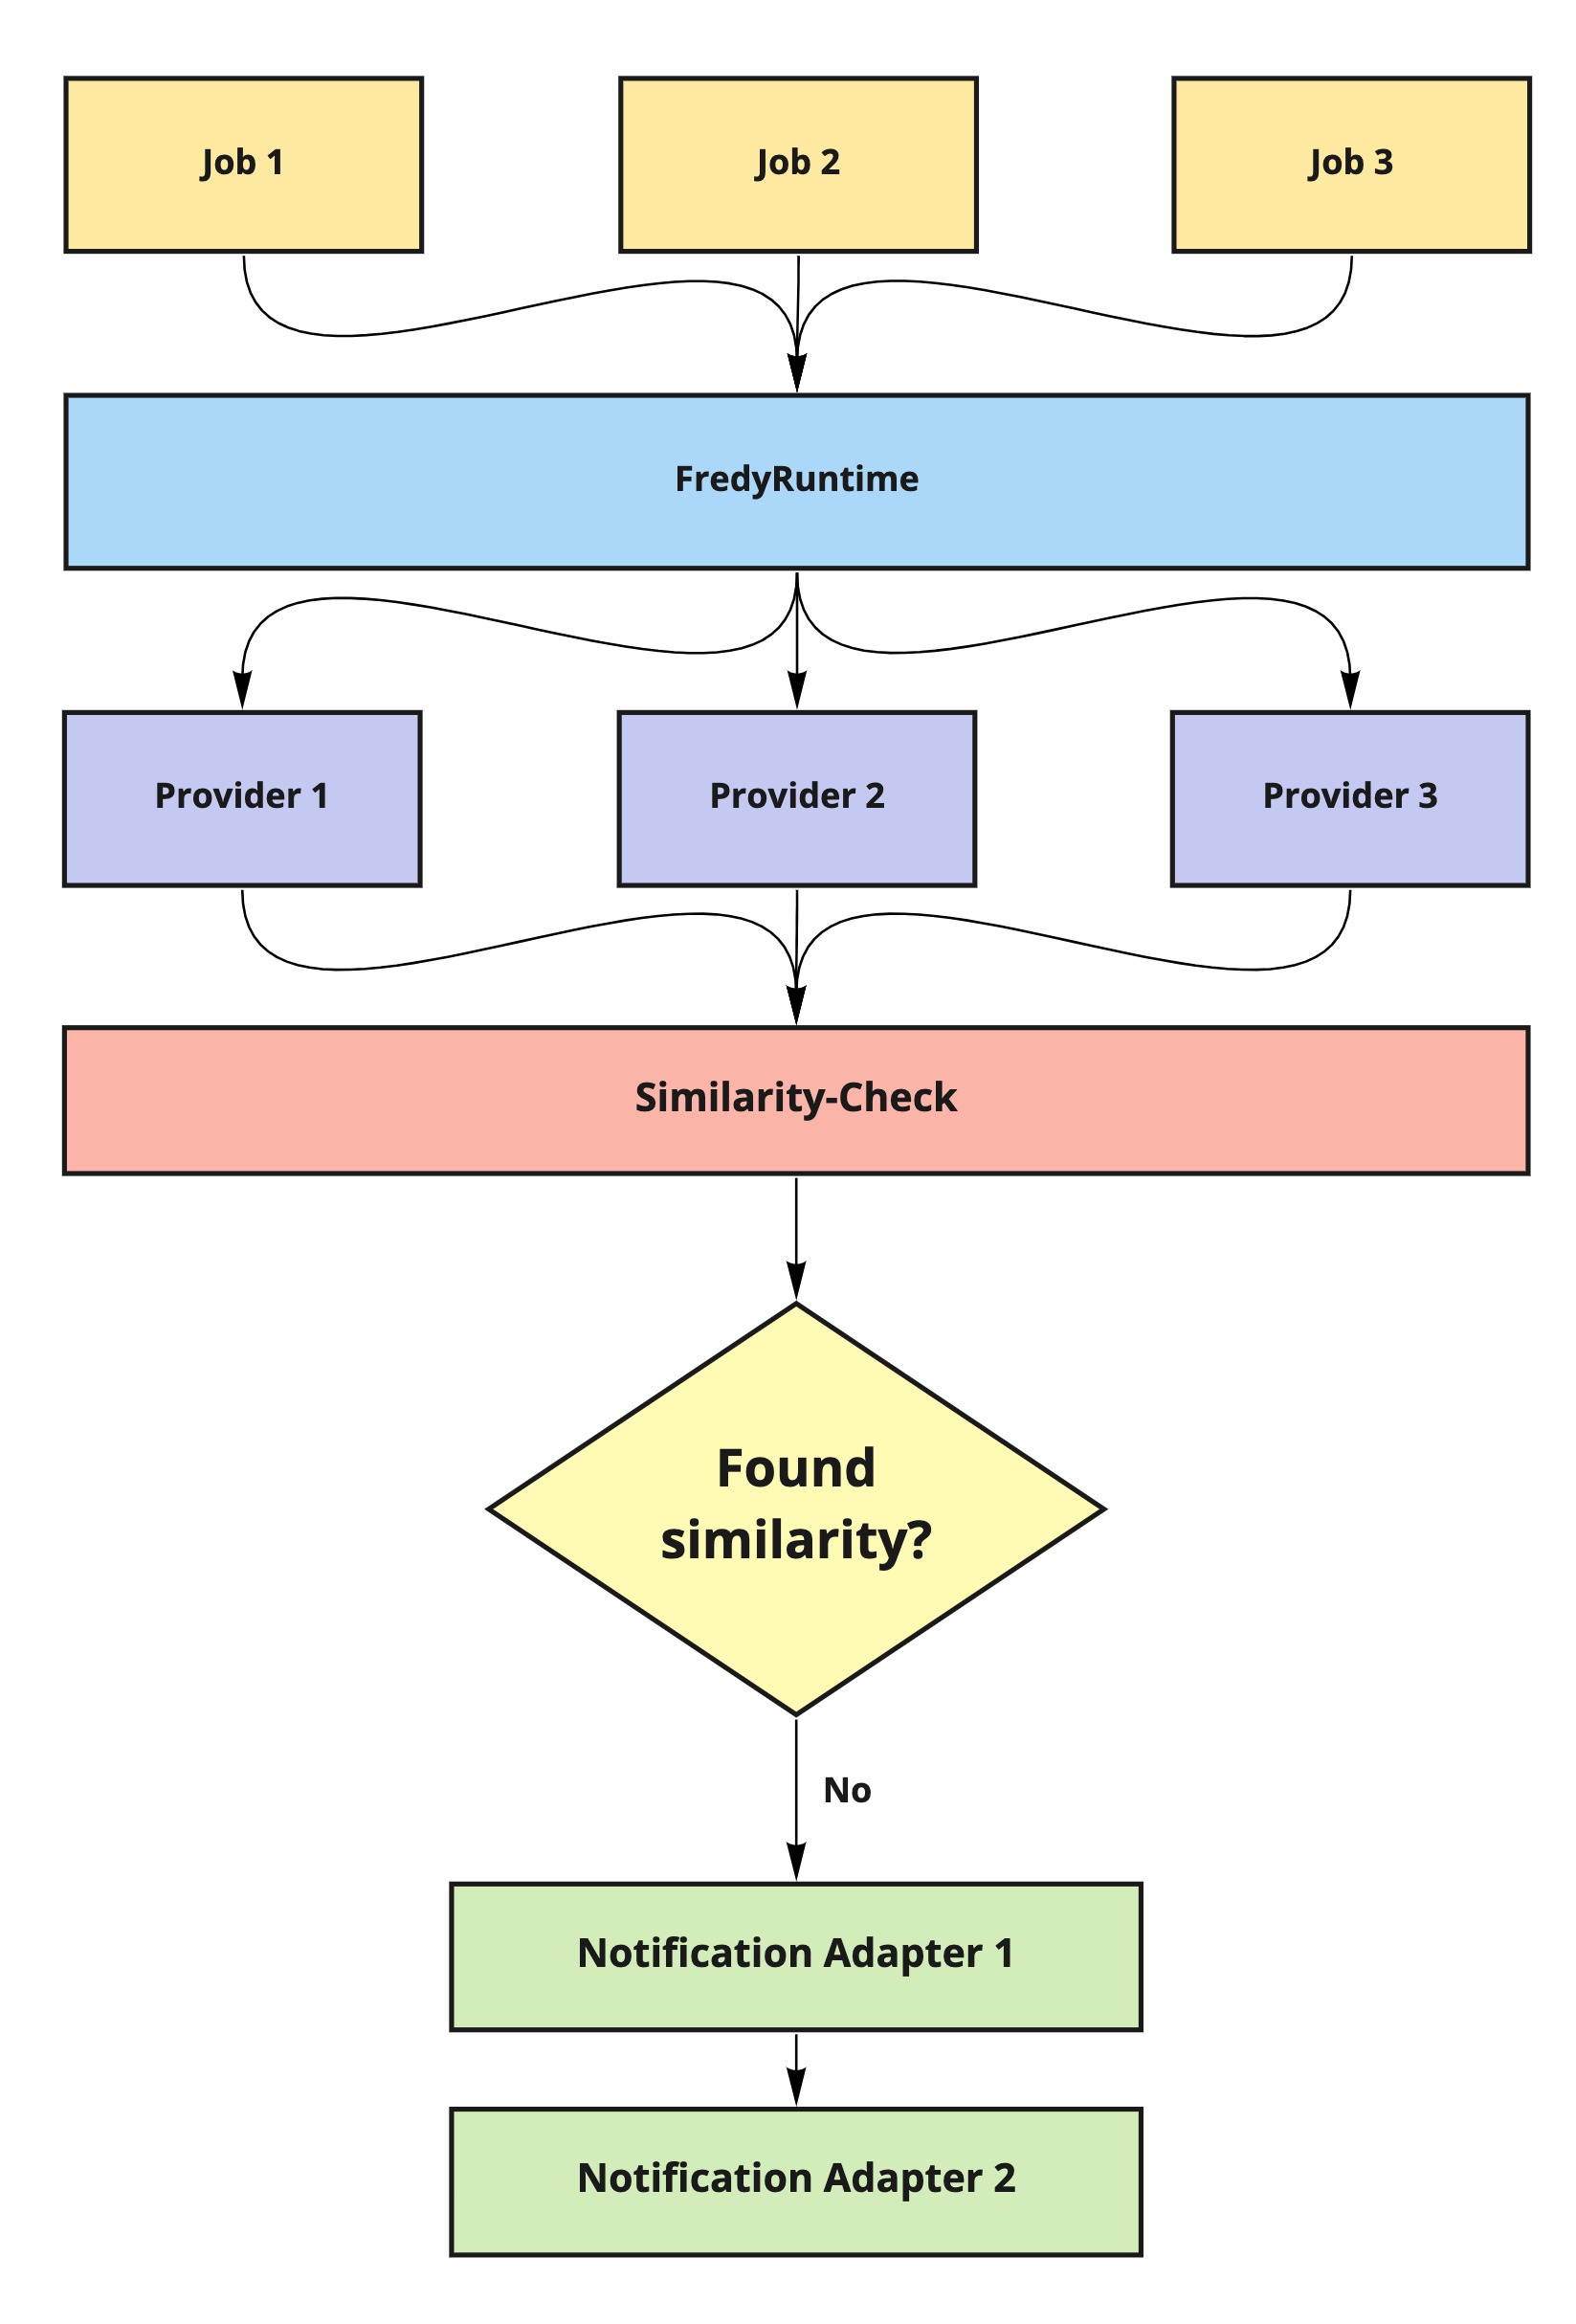 Job 1
Job 2
Job 3
FredyRuntime
Provider 1
Provider 2
Provider 3
Similarity-Check
Found
similarity?
No
Notification Adapter 1
Notification Adapter 2